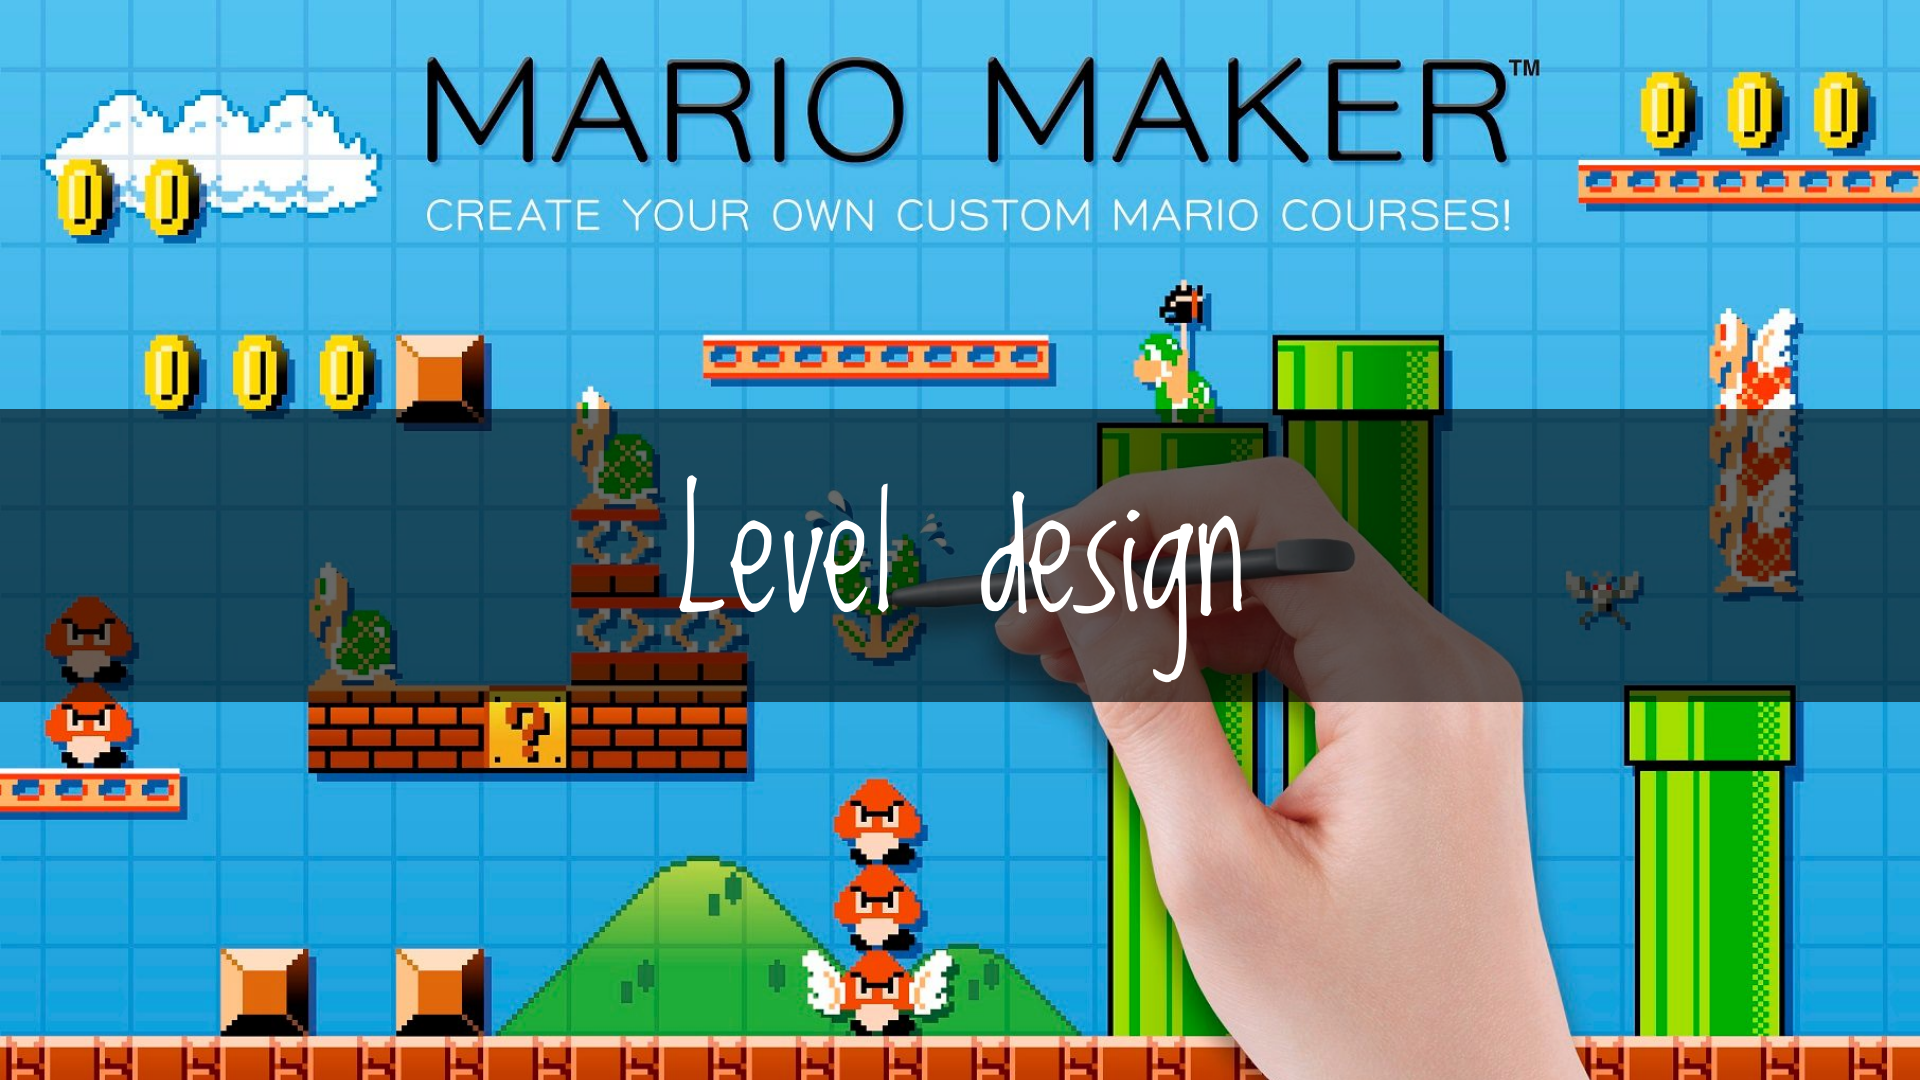 MARIO MAKER™
CREATE YOUR OWN CUSTOM MARIO COURSES!
Level design
?